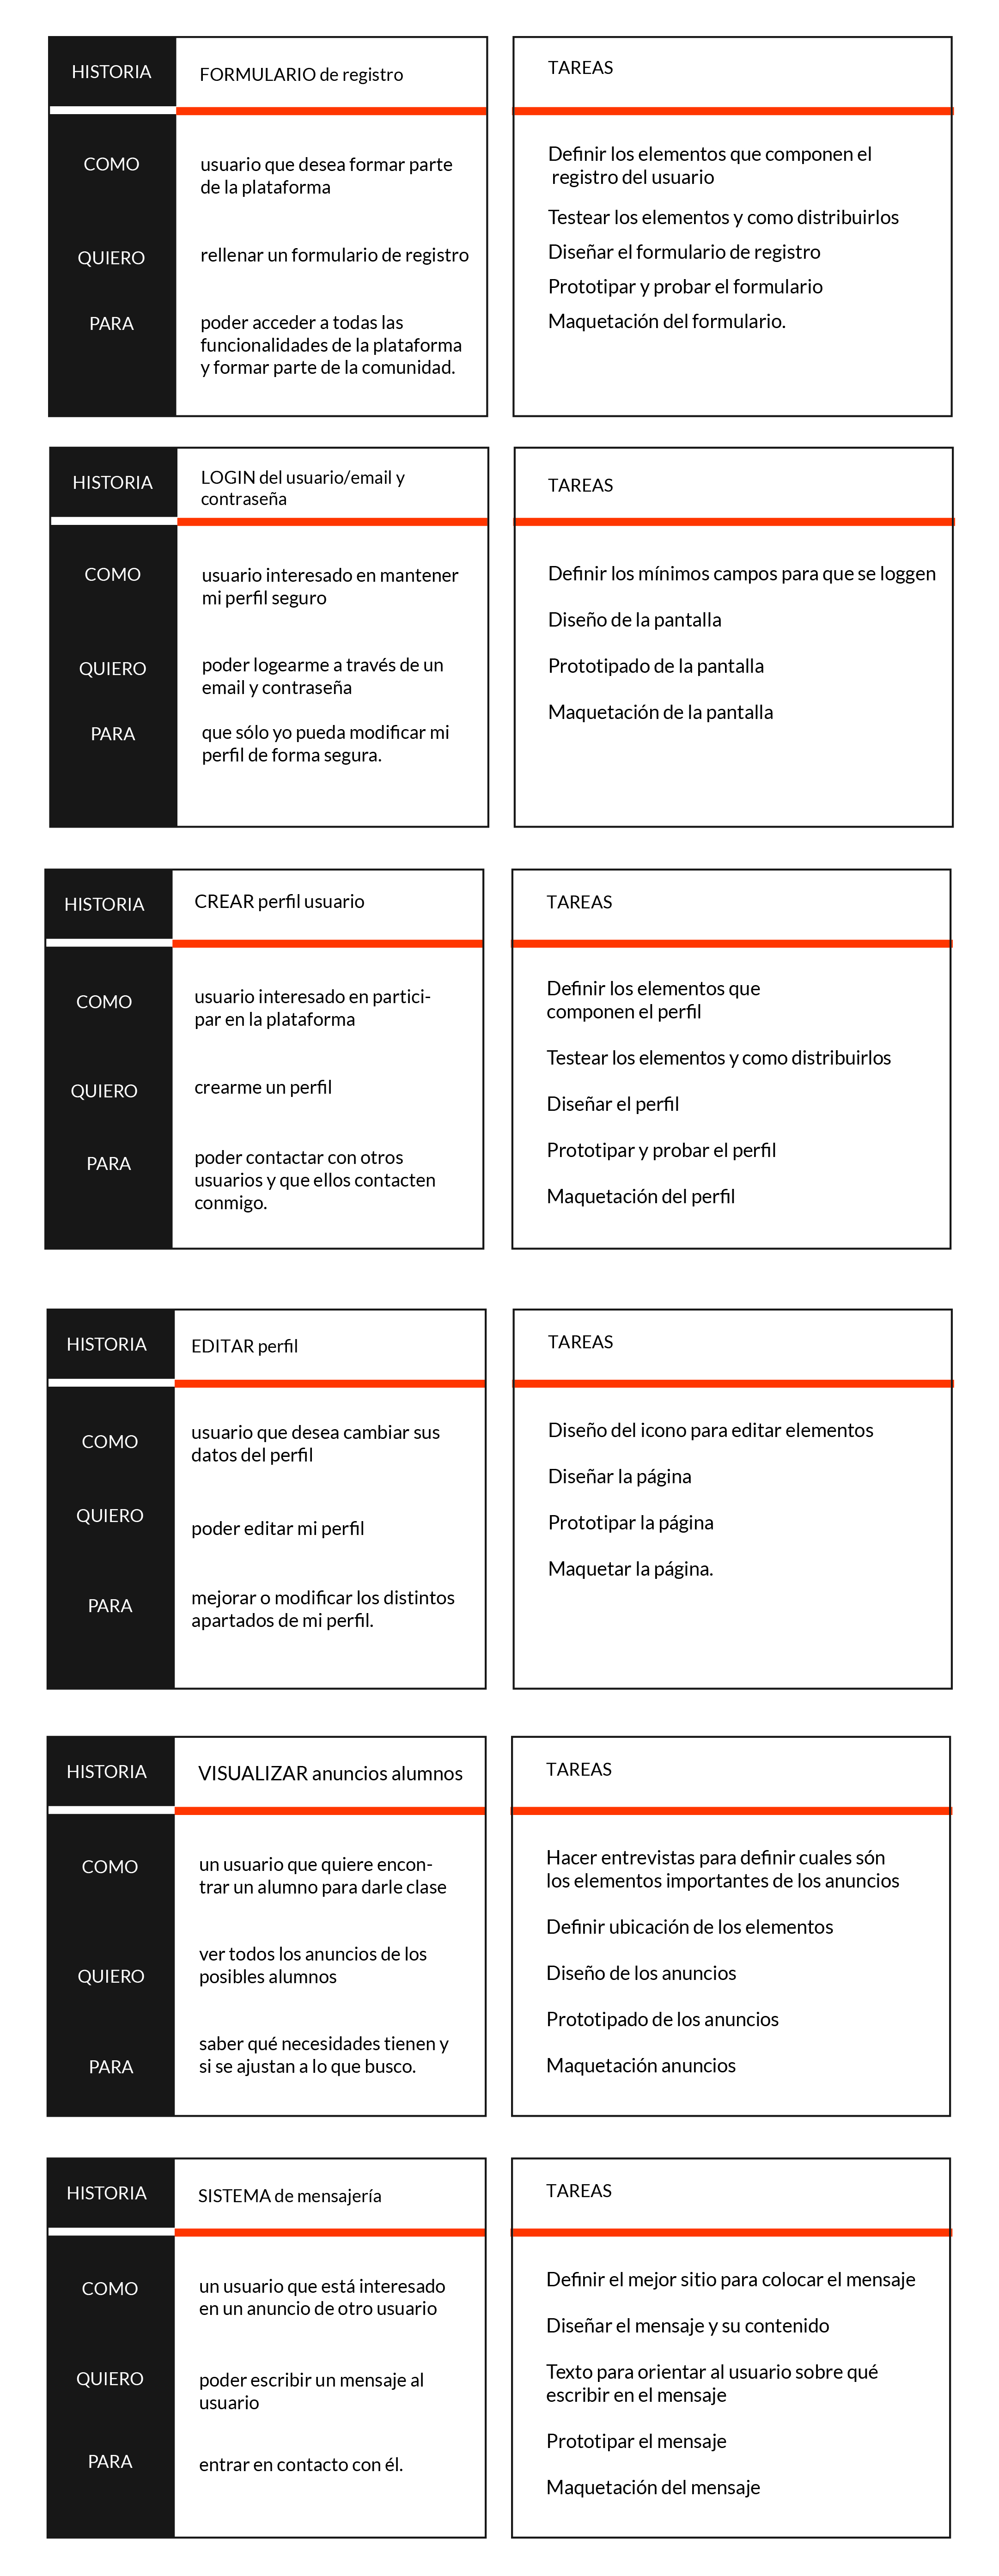 HISTORIA
FORMULARIO de registro
COMO
usuario que desea formar parte
de la plataforma
QUIERO
rellenar un formulario de registro
PARA
poder acceder a todas las
funcionalidades de la plataforma
y formar parte de la comunidad.
TAREAS
Definir los elementos que componen el
registro del usuario
Testear los elementos y como distribuirlos
Diseñar el formulario de registro
Prototipar y probar el formulario
Maquetación del formulario.
HISTORIA
LOGIN del usuario/email y
contraseña
COMO
usuario interesado en mantener
mi perfil seguro
QUIERO
poder logearme a través de un
email y contraseña
PARA
que sólo yo pueda modificar mi
perfil de forma segura.
TAREAS
Definir los mínimos campos para que se loggen
Diseño de la pantalla
Prototipado de la pantalla
Maquetación de la pantalla
HISTORIA
CREAR perfil usuario
COMO
usuario interesado en partici-
par en la plataforma
QUIERO
crearme un perfil
PARA
poder contactar con otros
usuarios y que ellos contacten
conmigo.
TAREAS
Definir los elementos que
componen el perfil
Testear los elementos y como distribuirlos
Diseñar el perfil
Prototipar y probar el perfil
Maquetación del perfil
HISTORIA
EDITAR perfil
COMO
usuario que desea cambiar sus
datos del perfil
QUIERO
poder editar mi perfil
PARA
mejorar o modificar los distintos
apartados de mi perfil.
TAREAS
Diseño del icono para editar elementos
Diseñar la página
Prototipar la página
Maquetar la página.
HISTORIA
VISUALIZAR anuncios alumnos
COMO
un usuario que quiere encon-
trar un alumno para darle clase
QUIERO
ver todos los anuncios de los
posibles alumnos
PARA
saber qué necesidades tienen y
si se ajustan a lo que busco.
TAREAS
Hacer entrevistas para definir cuales són
los elementos importantes de los anuncios
Definir ubicación de los elementos
Diseño de los anuncios
Prototipado de los anuncios
Maquetación anuncios
HISTORIA
SISTEMA de mensajería
COMO
un usuario que está interesado
en un anuncio de otro usuario
QUIERO
poder escribir un mensaje al
usuario
PARA
entrar en contacto con él.
TAREAS
Definir el mejor sitio para colocar el mensaje
Diseñar el mensaje y su contenido
Texto para orientar al usuario sobre qué
escribir en el mensaje
Prototipar el mensaje
Maquetación del mensaje